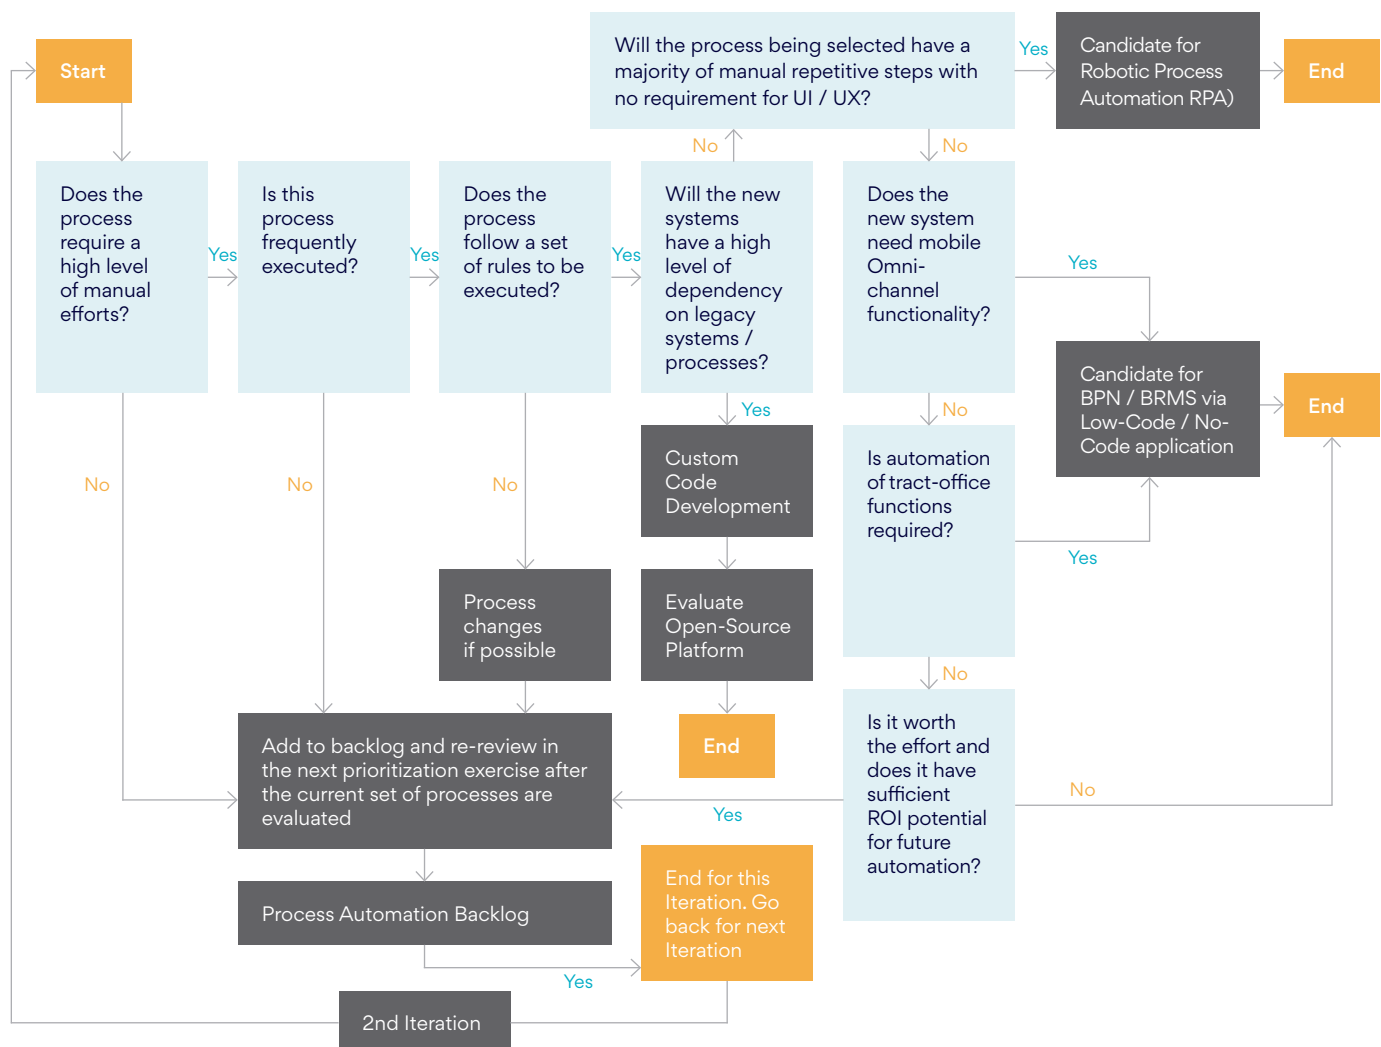 Start
Will the process being selected have a
majority of manual repetitive steps with
no requirement for UI / UX?
Yes
Candidate for
Robotic Process
Automation RPA)
End
No
No
Does the
process
require a
high level
of manual
efforts?
Yes
Is this
process
frequently
executed?
Yes
Does the
process
follow a set
of rules to be
executed?
Yes
Will the new
systems
have a high
level of
dependency
on legacy
systems /
processes?
Does the
new system
need mobile
Omni-
channel
functionality?
Yes
Candidate for
BPN / BRMS via
Low-Code / No-
Code application
End
Yes
No
No
No
No
Custom
Code
Development
Is automation
of tract-office
functions
required?
Yes
Process
changes
if possible
Evaluate
Open-Source
Platform
No
End
Add to backlog and re-review in
the next prioritization exercise after
the current set of processes are
evaluated
Yes
Is it worth
the effort and
does it have
sufficient
ROI potential
for future
automation?
No
Process Automation Backlog
Yes
End for this
Iteration. Go
back for next
Iteration
2nd Iteration